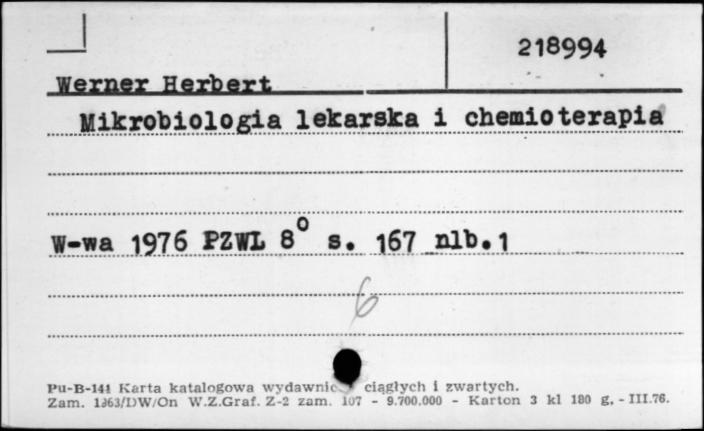 218994
Werner Herbert
Mikrobiologia lekarska i chemioterapia
W-wa 1976 PZWL 8⁰ s. 167 nlb.1
6
Pu-B-141 Karta katalogowa wydawnic ciągłych i zwartych.
Zam. 1363/DW/On W.Z.Graf. Z-2 zam. 107 - 9.700.000 - Karton 3 kl 180 g. - III.76.